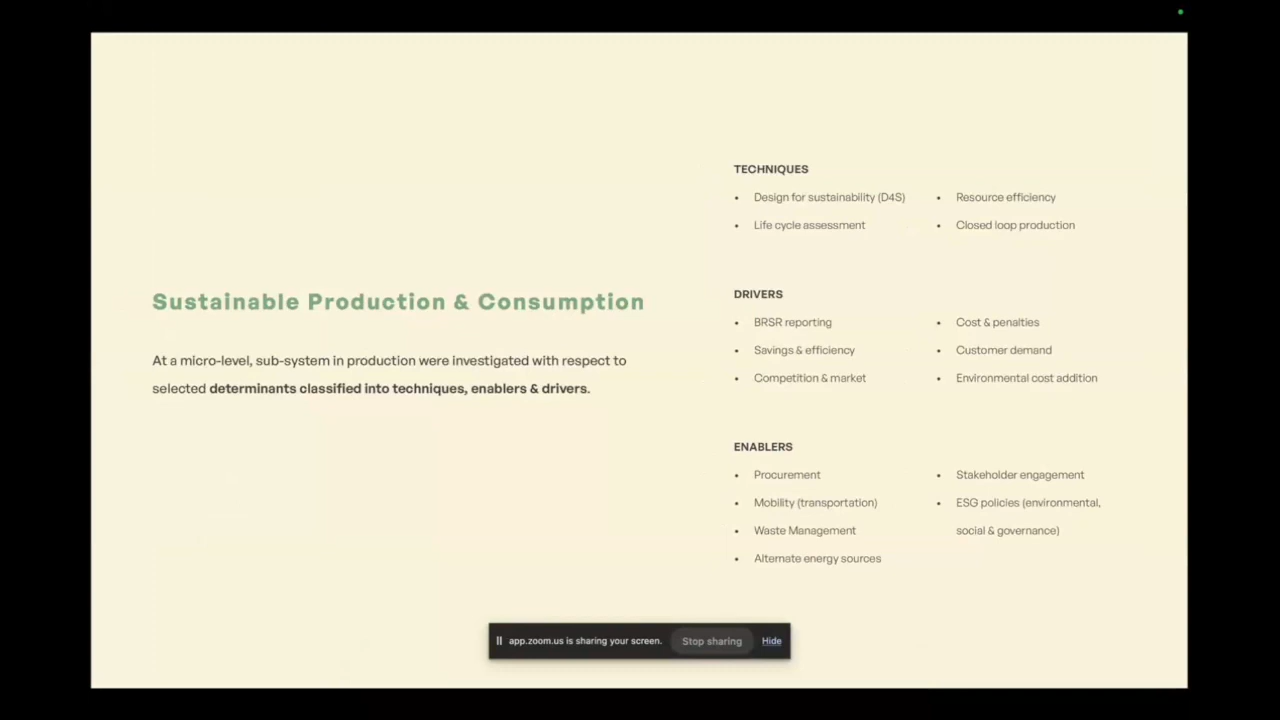 Sustainable Production & Consumption
At a micro-level, sub-system in production were investigated with respect to
selected determinants classified into techniques, enablers & drivers.
TECHNIQUES
• Design for sustainability (D4S)
• Life cycle assessment
• Resource efficiency
• Closed loop production
DRIVERS
• BRSR reporting
• Savings & efficiency
• Competition & market
• Cost & penalties
• Customer demand
• Environmental cost addition
ENABLERS
• Procurement
• Mobility (transportation)
• Waste Management
• Alternate energy sources
• Stakeholder engagement
• ESG policies (environmental,
social & governance)
app.zoom.us is sharing your screen.
Stop sharing
Hide